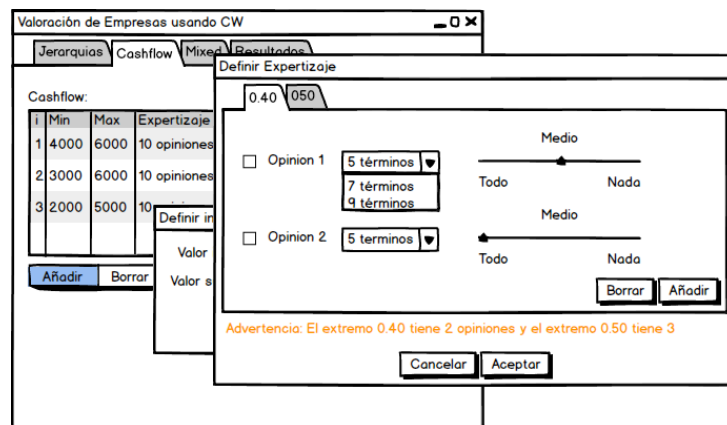 Valoración de Empresas usando CW
Jerarquias Cashflow Mixed Resultados
Cashflow:
i Min Max Expertizaje
1 4000 6000 10 opiniones
2 3000 6000 10 opiniones
3 2000 5000 10
Añadir Borrar
Definir in
Valor
Valor s
Definir Expertizaje
0.40 050
Opinion 1 5 términos
7 términos
9 términos
Medio
Todo Nada
Opinion 2 5 terminos
Medio
Todo Nada
Borrar Añadir
Advertencia: El extremo 0.40 tiene 2 opiniones y el extremo 0.50 tiene 3
Cancelar Aceptar